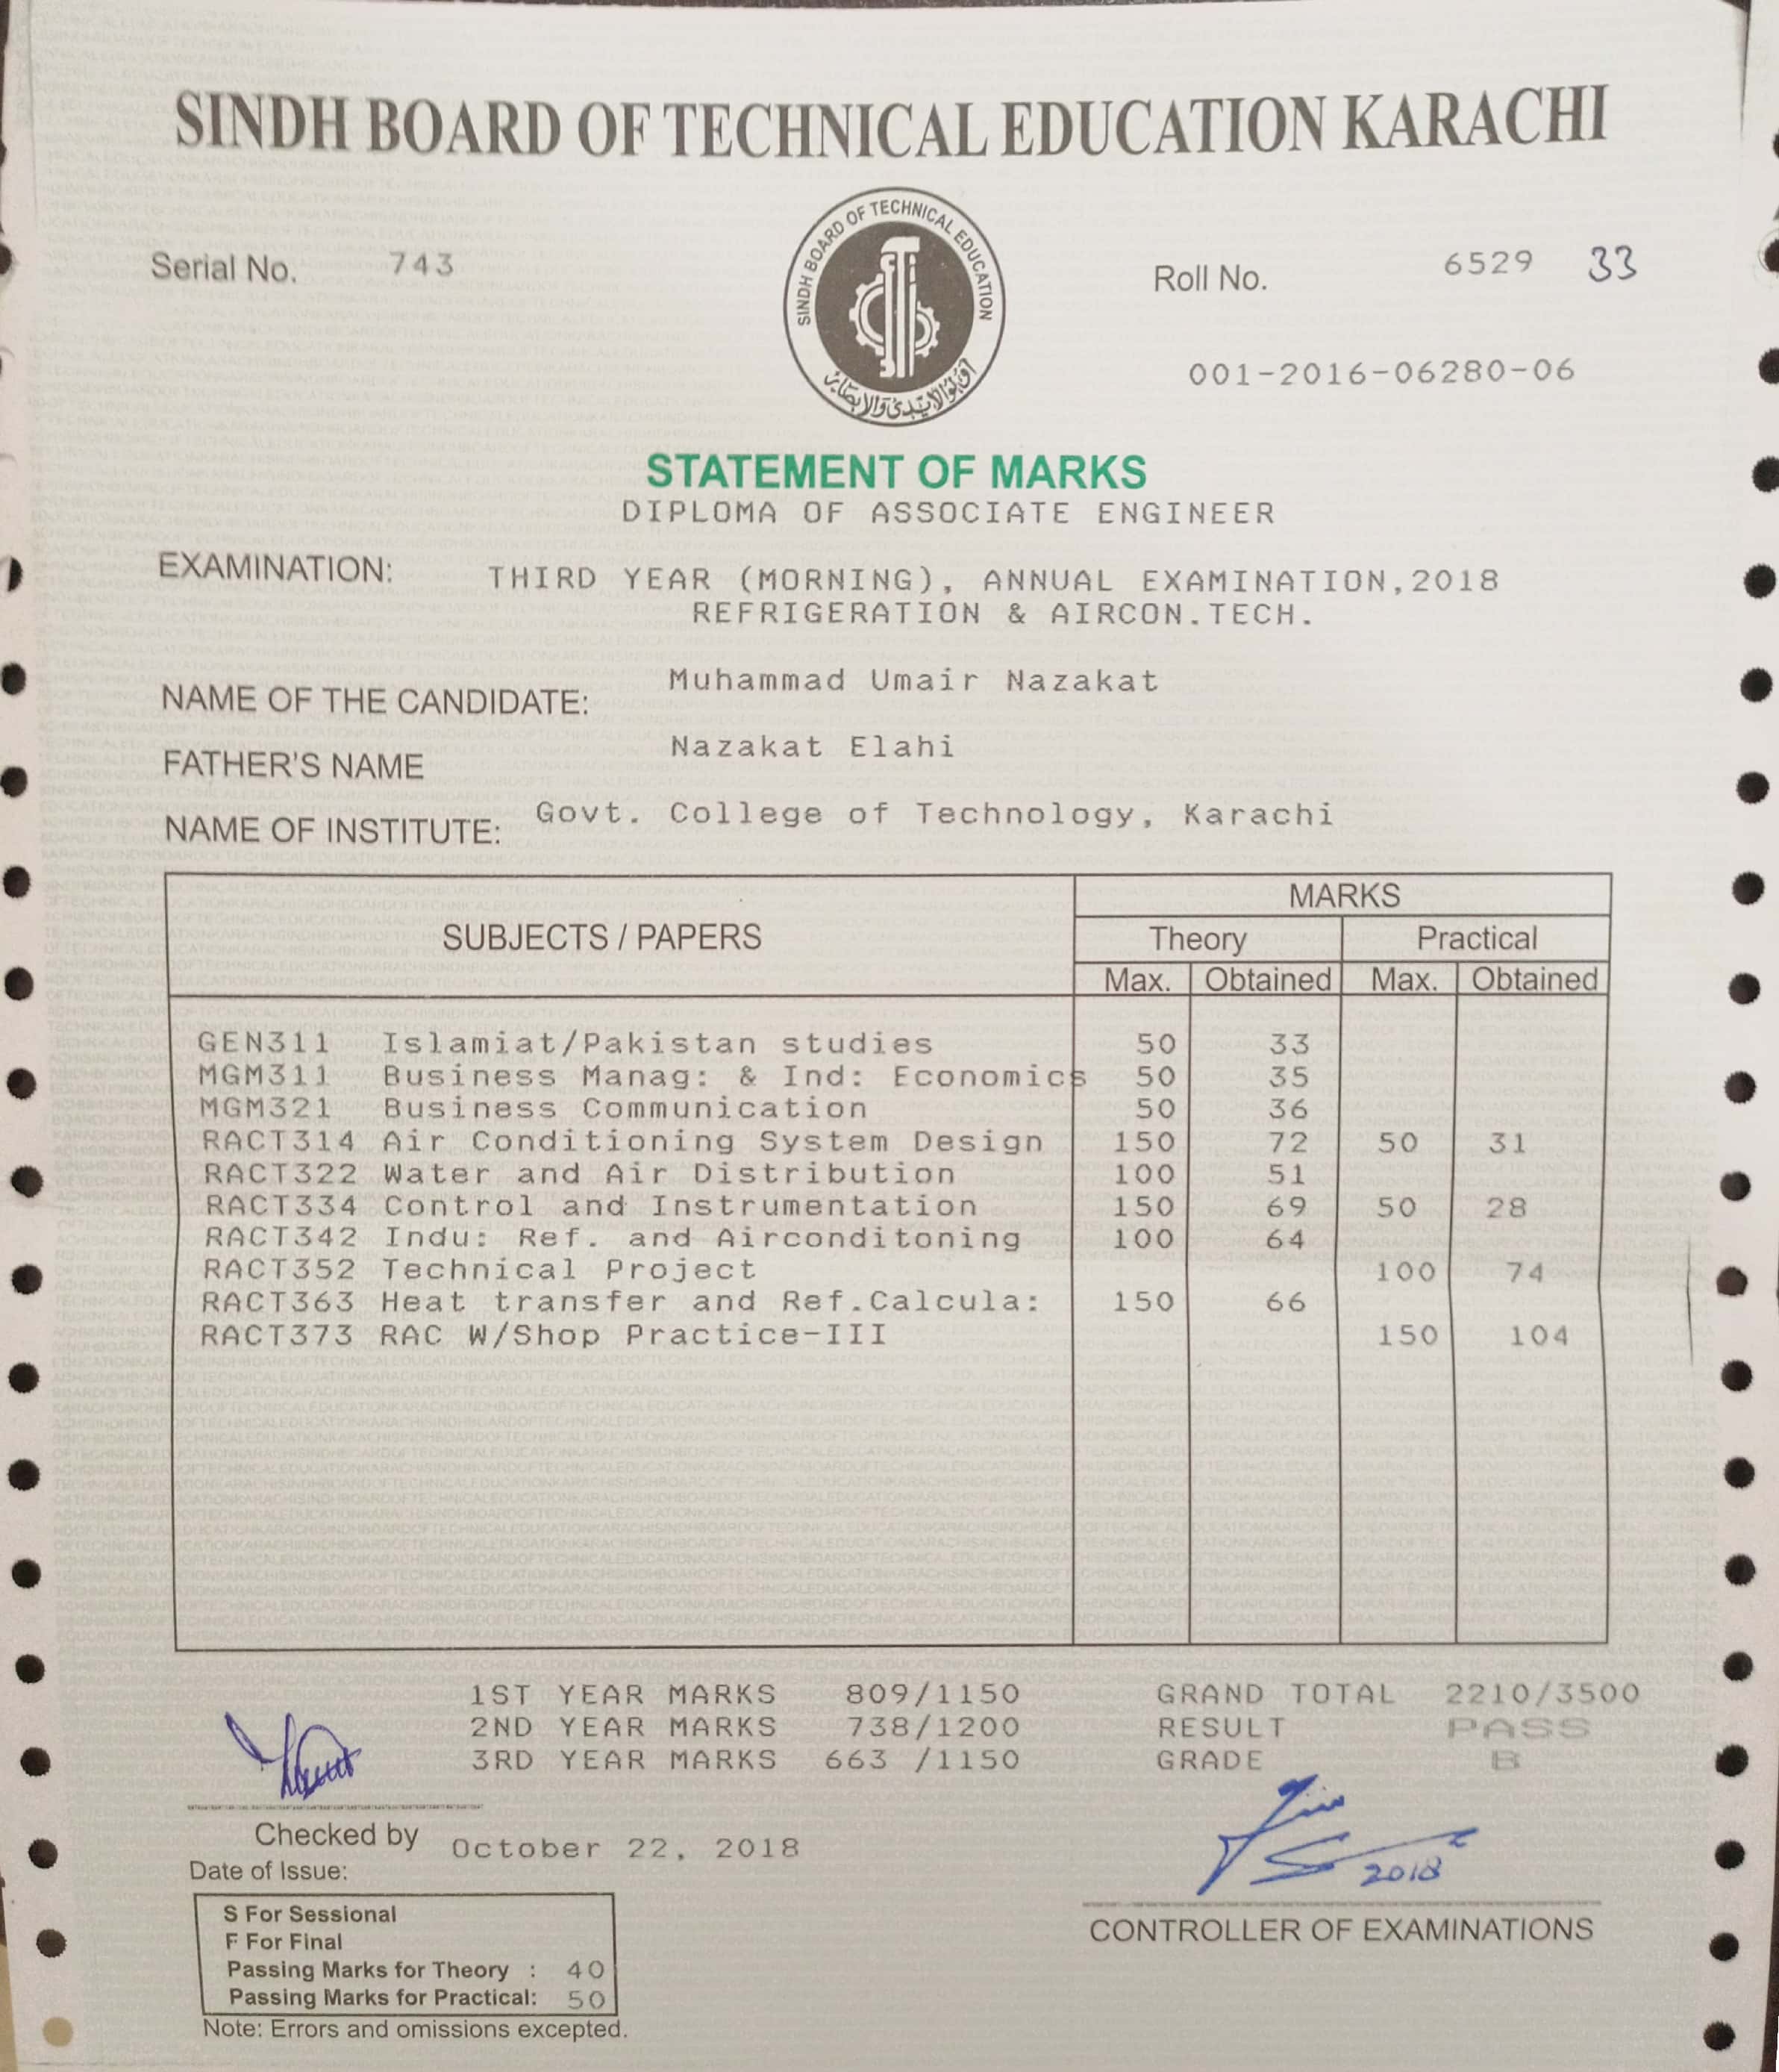 SINDH BOARD OF TECHNICAL EDUCATION KARACHI
SINDH BOARD OF TECHNICAL EDUCATION
Serial No. 743
Roll No. 6529 33
001-2016-06280-06
STATEMENT OF MARKS
DIPLOMA OF ASSOCIATE ENGINEER
EXAMINATION: THIRD YEAR (MORNING), ANNUAL EXAMINATION,2018
REFRIGERATION & AIRCON.TECH.
NAME OF THE CANDIDATE: Muhammad Umair Nazakat
FATHER'S NAME Nazakat Elahi
NAME OF INSTITUTE: Govt. College of Technology, Karachi
SUBJECTS / PAPERS MARKS
Theory Practical
Max. Obtained Max. Obtained
GEN311 Islamiat/Pakistan studies 50 33
MGM311 Business Manag: & Ind: Economics 50 35
MGM321 Business Communication 50 36
RACT314 Air Conditioning System Design 150 72 50 31
RACT322 Water and Air Distribution 100 51
RACT334 Control and Instrumentation 150 69 50 28
RACT342 Indu: Ref. and Airconditoning 100 64
RACT352 Technical Project 100 74
RACT363 Heat transfer and Ref.Calcula: 150 66
RACT373 RAC W/Shop Practice-III 150 104
1ST YEAR MARKS 809/1150 GRAND TOTAL 2210/3500
2ND YEAR MARKS 738/1200 RESULT PASS
3RD YEAR MARKS 663 /1150 GRADE B
Checked by
2018
Date of Issue: October 22, 2018
CONTROLLER OF EXAMINATIONS
S For Sessional
F For Final
Passing Marks for Theory : 40
Passing Marks for Practical: 50
Note: Errors and omissions excepted.